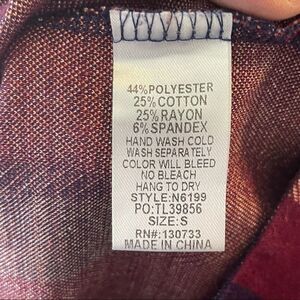 44%POLYESTER
25%COTTON
25%RAYON
6%SPANDEX
HAND WASH COLD
WASH SEPARATELY
COLOR WILL BLEED
NO BLEACH
HANG TO DRY
STYLE:N6199
PO:TL39856
SIZE:S
RN#:130733
MADE IN CHINA